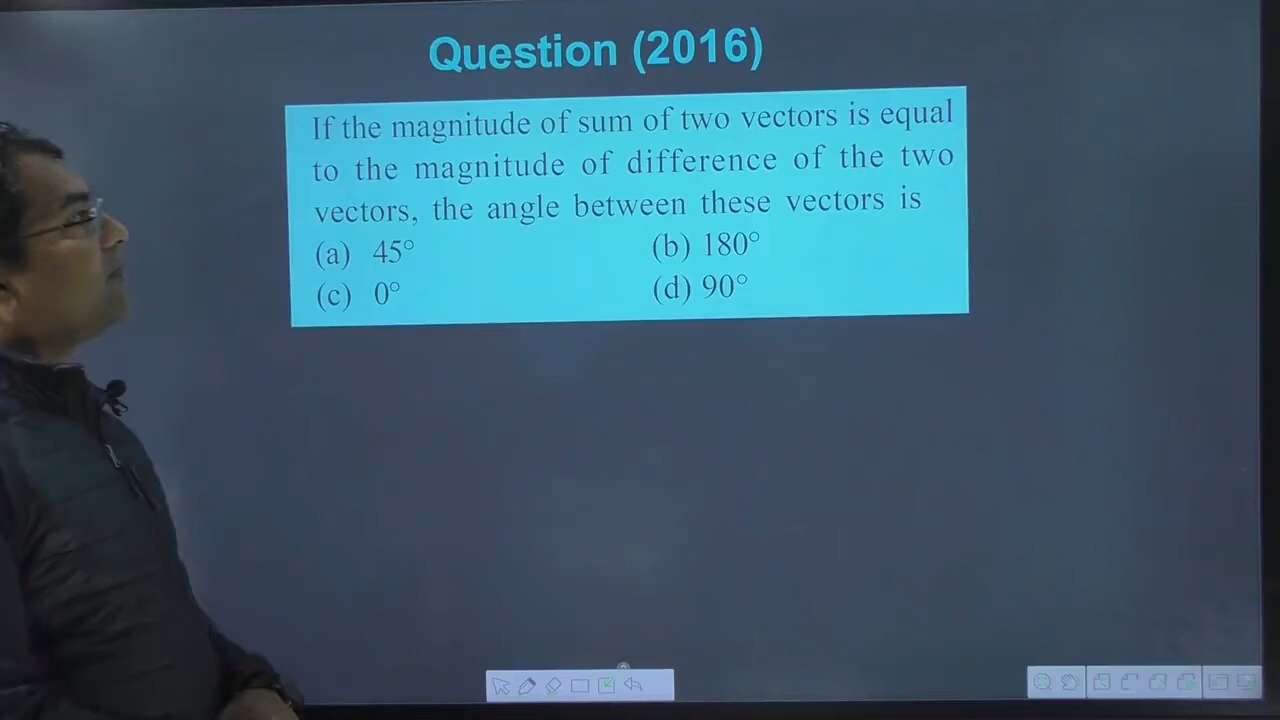 Question (2016)
If the magnitude of sum of two vectors is equal
to the magnitude of difference of the two
vectors, the angle between these vectors is
(a) 45° (b) 180°
(c) 0° (d) 90°